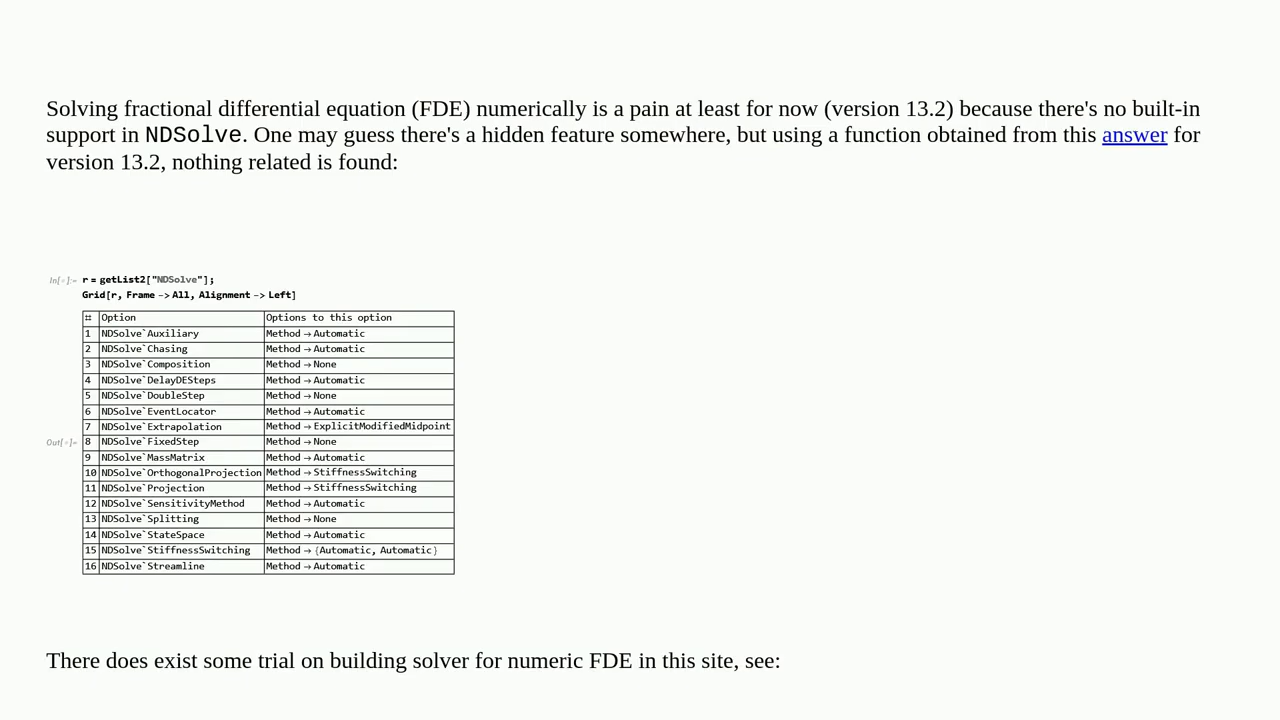 Solving fractional differential equation (FDE) numerically is a pain at least for now (version 13.2) because there's no built-in
support in NDSolve. One may guess there's a hidden feature somewhere, but using a function obtained from this answer for
version 13.2, nothing related is found:
In[ ]:= r = getList2["NDSolve"];
Grid[r, Frame -> All, Alignment -> Left]
# Option Options to this option
1 NDSolve`Auxiliary Method → Automatic
2 NDSolve`Chasing Method → Automatic
3 NDSolve`Composition Method → None
4 NDSolve`DelayDESteps Method → Automatic
5 NDSolve`DoubleStep Method → None
6 NDSolve`EventLocator Method → Automatic
7 NDSolve`Extrapolation Method → ExplicitModifiedMidpoint
Out[ ]= 8 NDSolve`FixedStep Method → None
9 NDSolve`MassMatrix Method → Automatic
10 NDSolve`OrthogonalProjection Method → StiffnessSwitching
11 NDSolve`Projection Method → StiffnessSwitching
12 NDSolve`SensitivityMethod Method → Automatic
13 NDSolve`Splitting Method → None
14 NDSolve`StateSpace Method → Automatic
15 NDSolve`StiffnessSwitching Method → {Automatic, Automatic}
16 NDSolve`Streamline Method → Automatic
There does exist some trial on building solver for numeric FDE in this site, see: